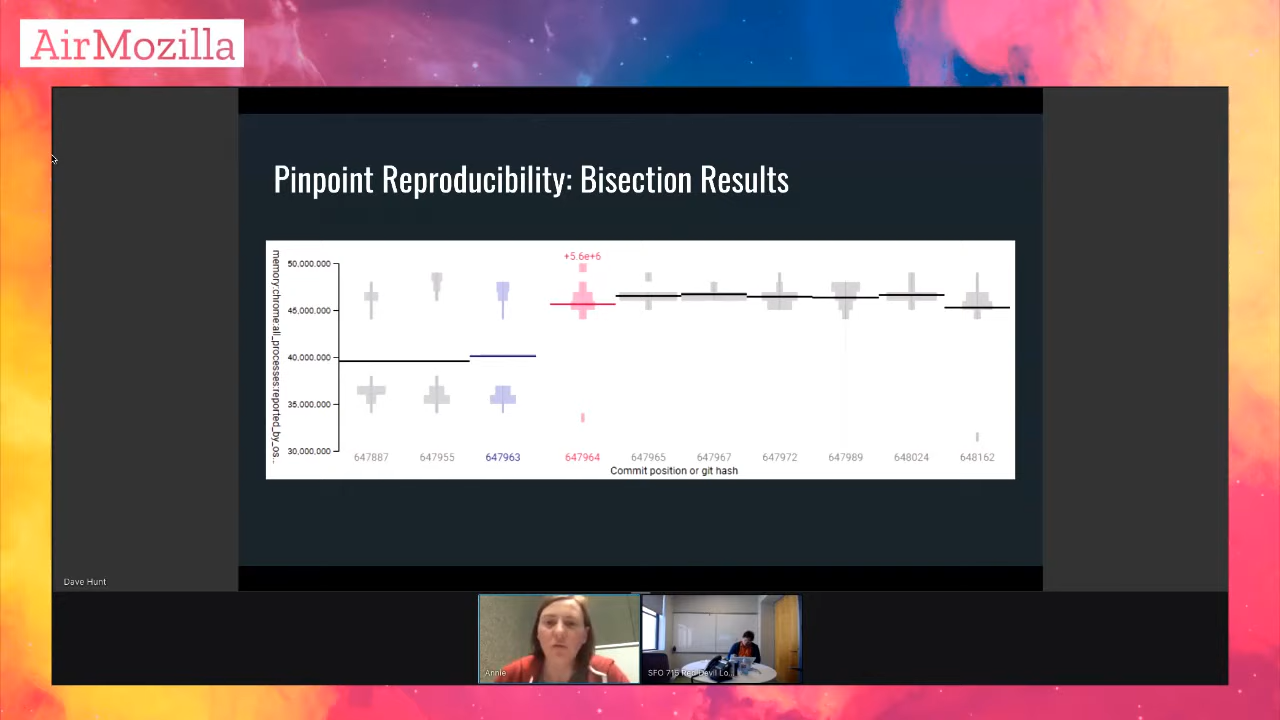 AirMozilla
Pinpoint Reproducibility: Bisection Results
memory:chrome:all_processes:reported_by_os...
+5.6e+6
50,000.000
45,000.000
40,000.000
35,000.000
30,000.000
647887 647955 647963 647964 647965 647967 647972 647989 648024 648162
Commit position or git hash
Dave Hunt
Annie
SFO 715